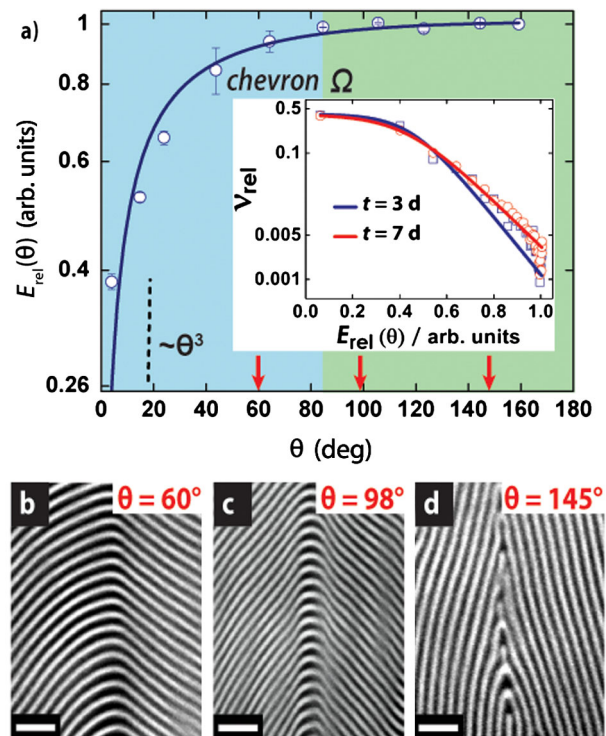 a)
E_rel(θ) (arb. units)
1
0.8
0.6
0.4
0.26
chevron Ω
~θ³
0 20 40 60 80 100 120 140 160 180
θ (deg)
ν_rel
0.5
0.1
0.005
0.001
t = 3 d
t = 7 d
0.0 0.2 0.4 0.6 0.8 1.0
E_rel (θ) / arb. units
b θ = 60° c θ = 98° d θ = 145°